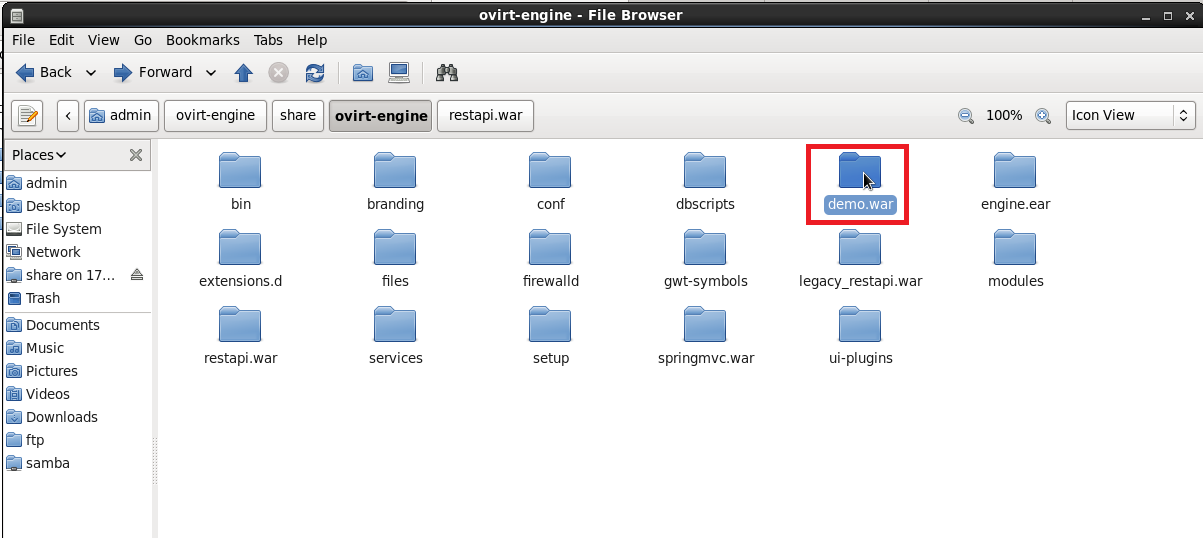 ovirt-engine - File Browser
File Edit View Go Bookmarks Tabs Help
Back Forward
admin ovirt-engine share ovirt-engine restapi.war 100% Icon View
Places
admin
Desktop
File System
Network
share on 17...
Trash
Documents
Music
Pictures
Videos
Downloads
ftp
samba
bin branding conf dbscripts demo.war engine.ear
extensions.d files firewalld gwt-symbols legacy_restapi.war modules
restapi.war services setup springmvc.war ui-plugins